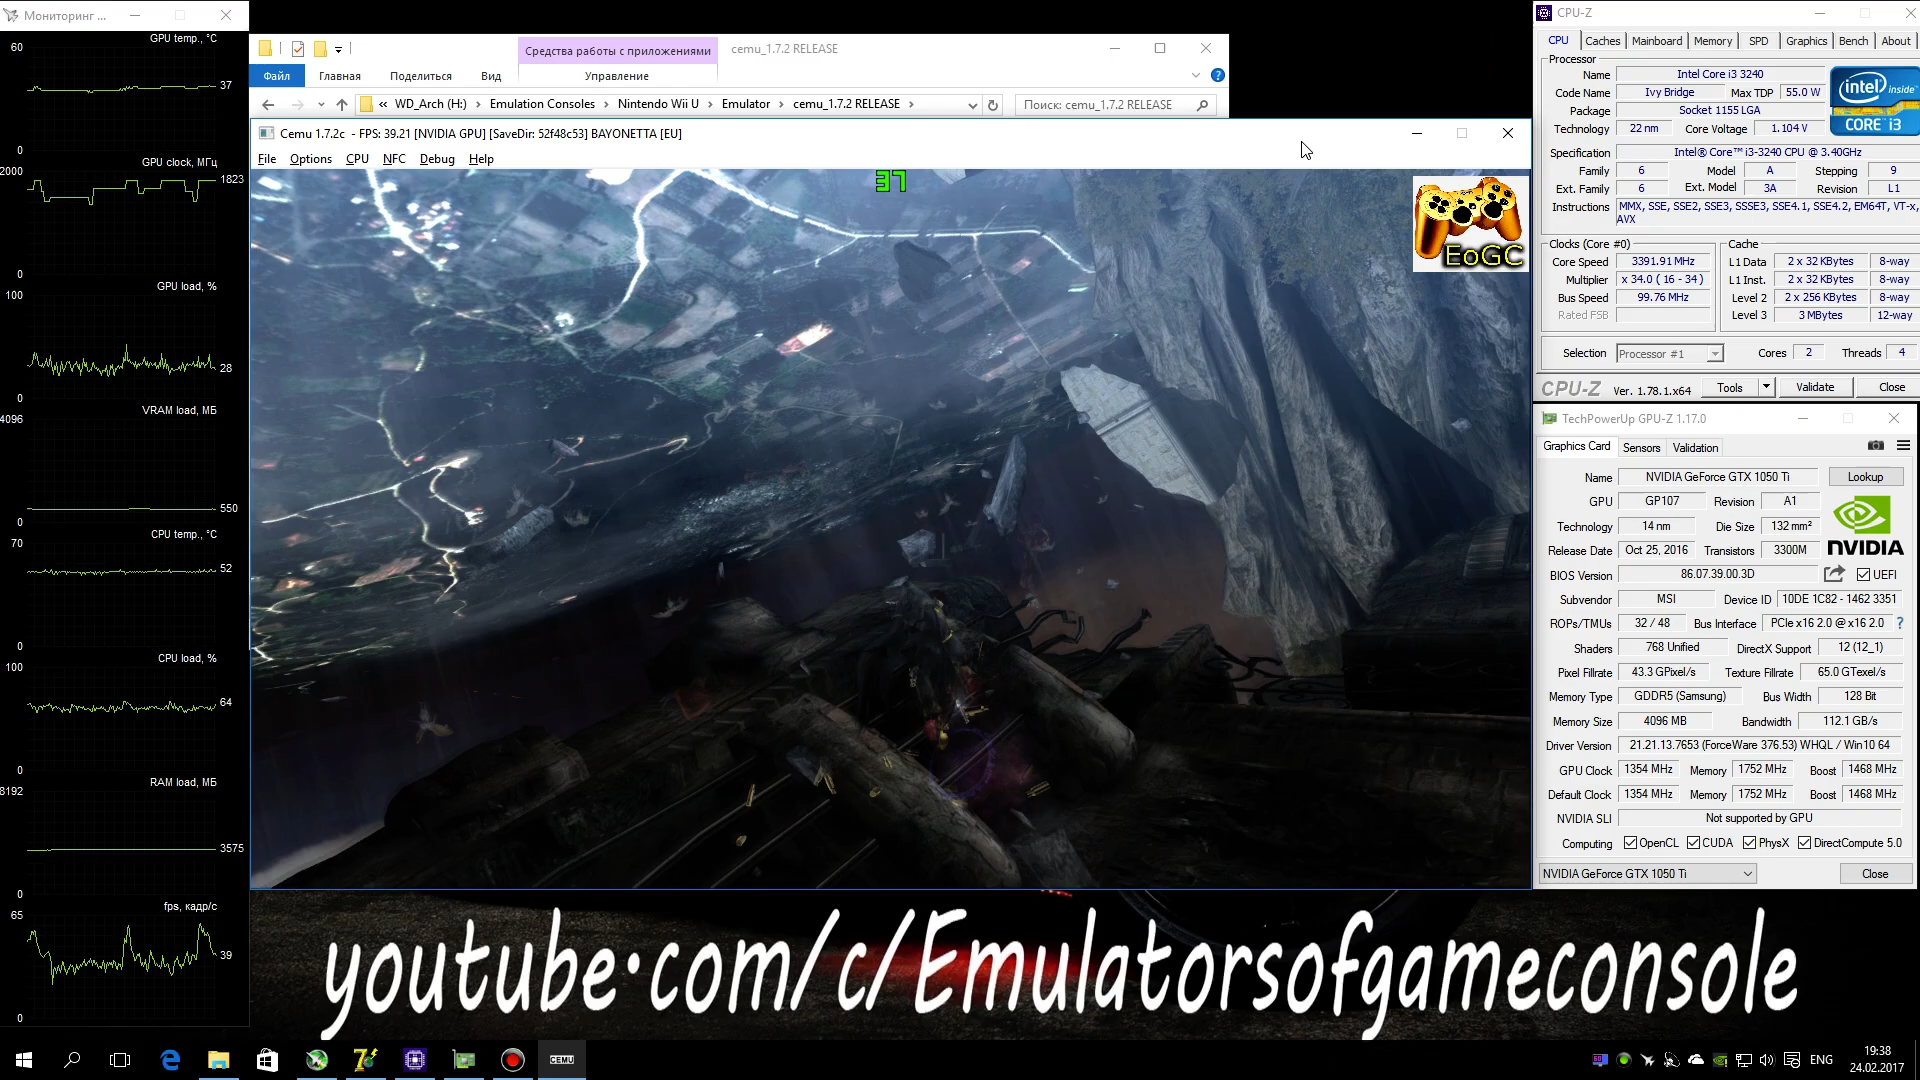 Мониторинг ...
GPU temp., °C
60
37
0
GPU clock, МГц
2000
1823
0
GPU load, %
100
28
0
VRAM load, МБ
4096
550
0
CPU temp., °C
70
52
0
CPU load, %
100
64
0
RAM load, МБ
8192
3575
0
fps, кадр/с
65
39
0
Средства работы с приложениями
cemu_1.7.2 RELEASE
Файл
Главная
Поделиться
Вид
Управление
« WD_Arch (H:) > Emulation Consoles > Nintendo Wii U > Emulator > cemu_1.7.2 RELEASE >
Поиск: cemu_1.7.2 RELEASE
Cemu 1.7.2c - FPS: 39.21 [NVIDIA GPU] [SaveDir: 52f48c53] BAYONETTA [EU]
File Options CPU NFC Debug Help
37
EoGC
CPU-Z
CPU Caches Mainboard Memory SPD Graphics Bench About
Processor
Name Intel Core i3 3240
Code Name Ivy Bridge Max TDP 55.0 W
Package Socket 1155 LGA
Technology 22 nm Core Voltage 1.104 V
intel inside™
CORE i3
Specification Intel® Core™ i3-3240 CPU @ 3.40GHz
Family 6 Model A Stepping 9
Ext. Family 6 Ext. Model 3A Revision L1
Instructions MMX, SSE, SSE2, SSE3, SSSE3, SSE4.1, SSE4.2, EM64T, VT-x,
AVX
Clocks (Core #0)
Core Speed 3391.91 MHz
Multiplier x 34.0 ( 16 - 34 )
Bus Speed 99.76 MHz
Rated FSB
Cache
L1 Data 2 x 32 KBytes 8-way
L1 Inst. 2 x 32 KBytes 8-way
Level 2 2 x 256 KBytes 8-way
Level 3 3 MBytes 12-way
Selection Processor #1 Cores 2 Threads 4
CPU-Z Ver. 1.78.1.x64 Tools Validate Close
TechPowerUp GPU-Z 1.17.0
Graphics Card Sensors Validation
Name NVIDIA GeForce GTX 1050 Ti Lookup
GPU GP107 Revision A1
Technology 14 nm Die Size 132 mm²
Release Date Oct 25, 2016 Transistors 3300M
NVIDIA
BIOS Version 86.07.39.00.3D UEFI
Subvendor MSI Device ID 10DE 1C82 - 1462 3351
ROPs/TMUs 32 / 48 Bus Interface PCIe x16 2.0 @ x16 2.0 ?
Shaders 768 Unified DirectX Support 12 (12_1)
Pixel Fillrate 43.3 GPixel/s Texture Fillrate 65.0 GTexel/s
Memory Type GDDR5 (Samsung) Bus Width 128 Bit
Memory Size 4096 MB Bandwidth 112.1 GB/s
Driver Version 21.21.13.7653 (ForceWare 376.53) WHQL / Win10 64
GPU Clock 1354 MHz Memory 1752 MHz Boost 1468 MHz
Default Clock 1354 MHz Memory 1752 MHz Boost 1468 MHz
NVIDIA SLI Not supported by GPU
Computing OpenCL CUDA PhysX DirectCompute 5.0
NVIDIA GeForce GTX 1050 Ti Close
youtube.com/c/Emulatorsofgameconsole
CEMU
ENG
19:38
24.02.2017